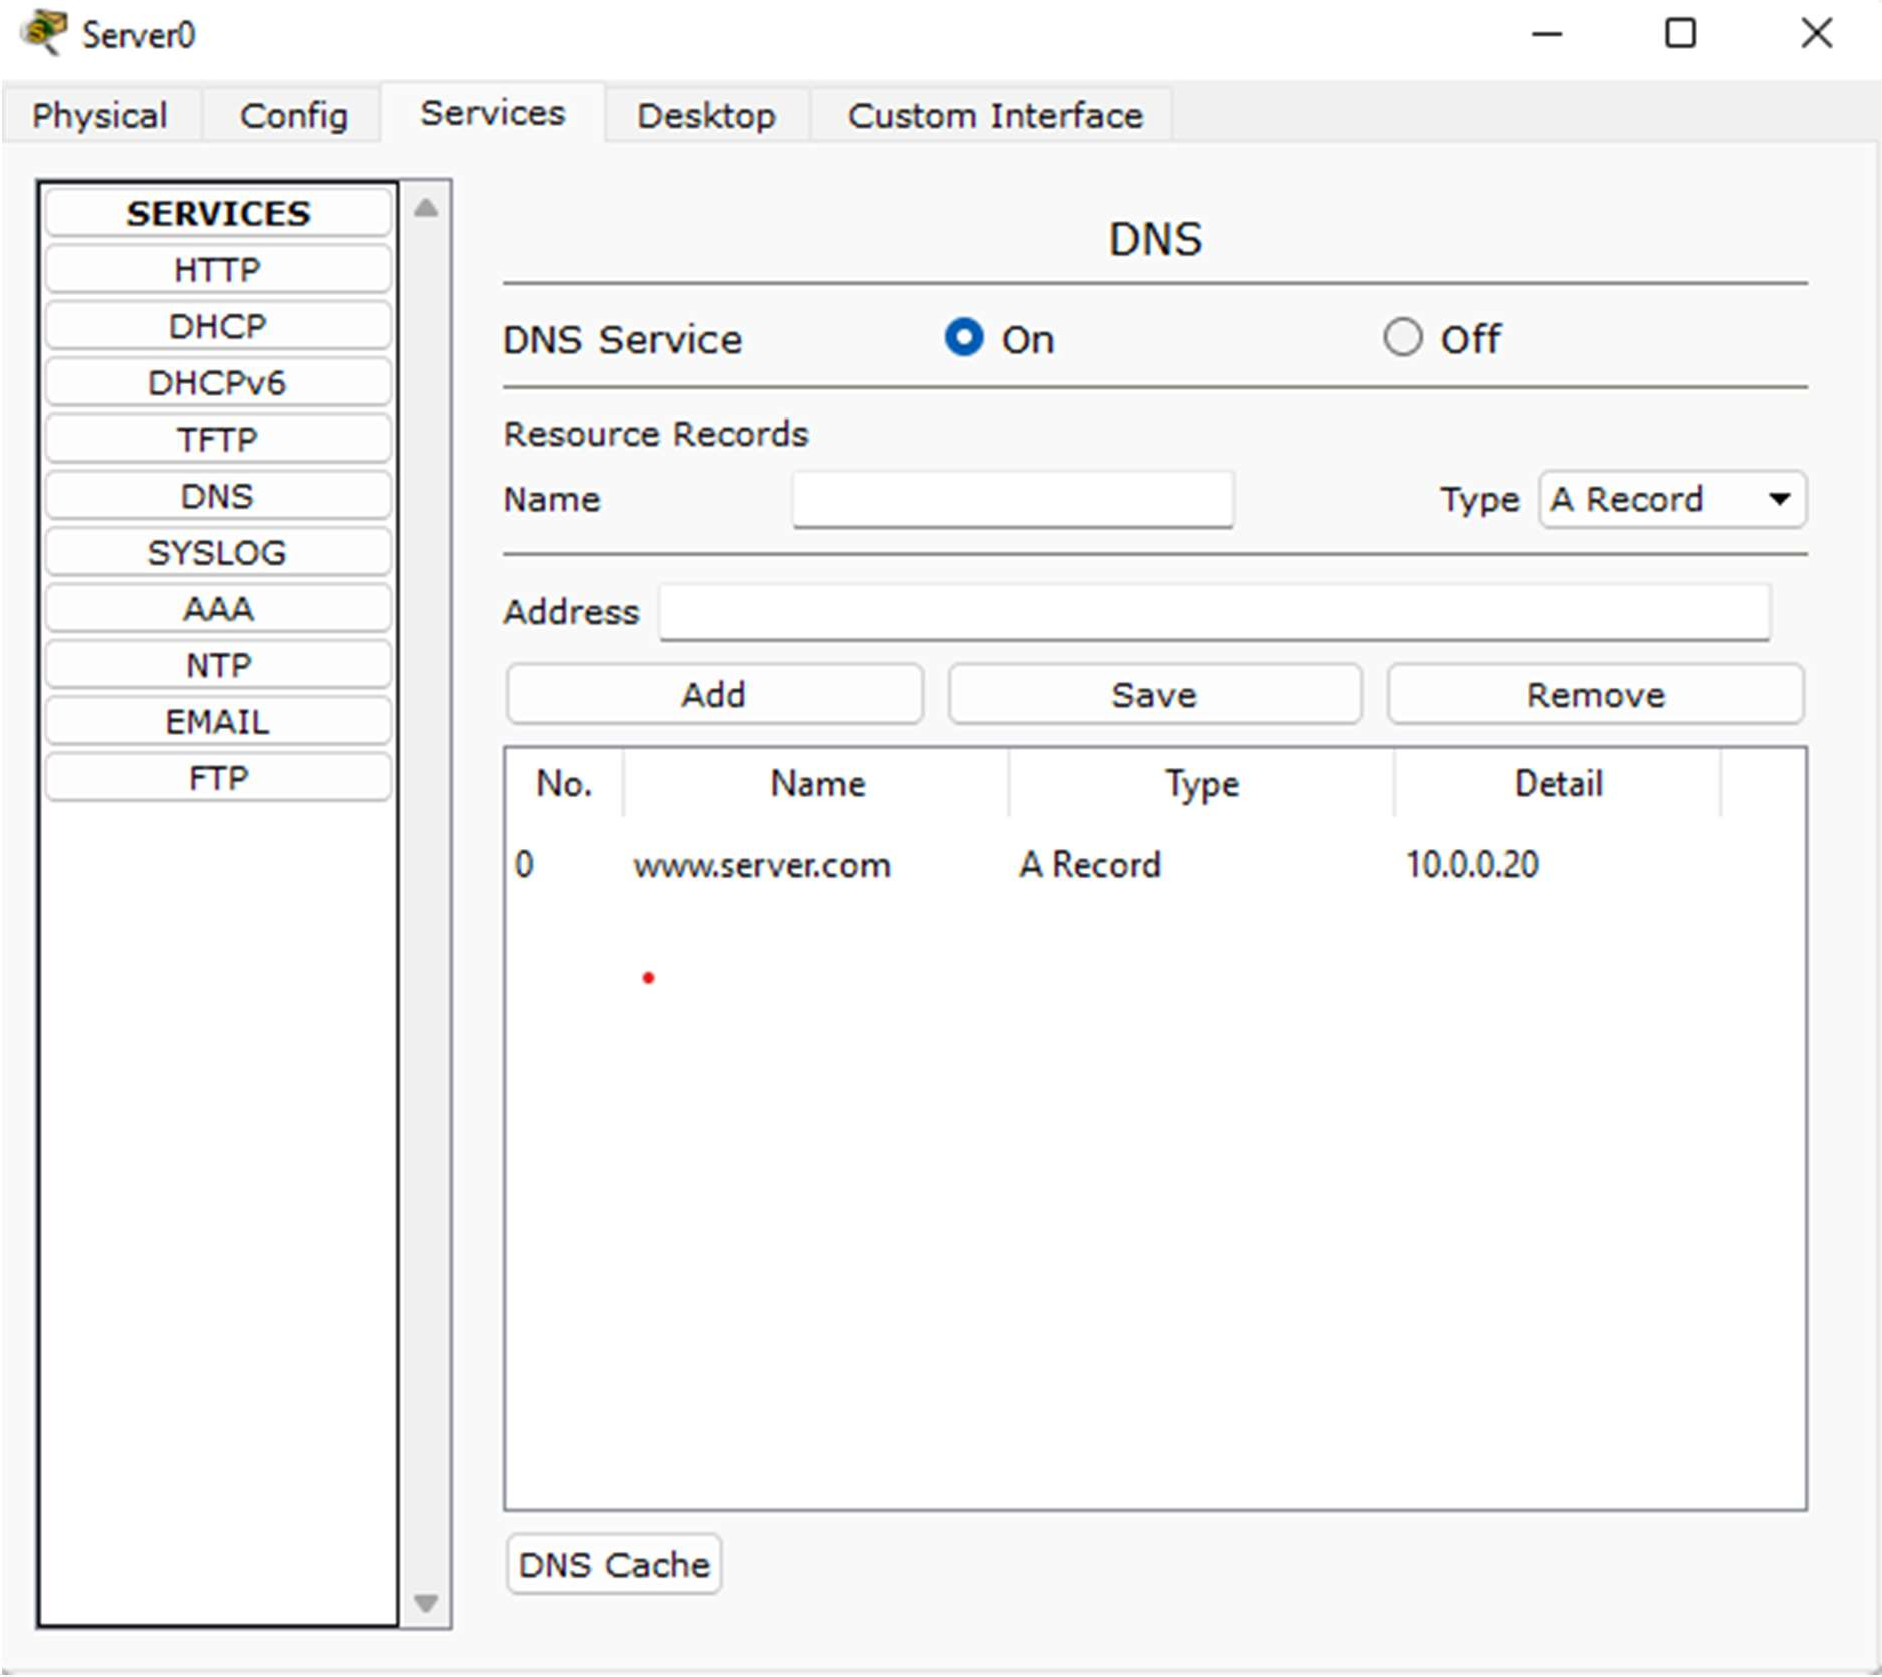 Server0
Physical Config Services Desktop Custom Interface
SERVICES
HTTP
DHCP
DHCPv6
TFTP
DNS
SYSLOG
AAA
NTP
EMAIL
FTP
DNS
DNS Service On Off
Resource Records
Name Type A Record
Address
Add Save Remove
No. Name Type Detail
0 www.server.com A Record 10.0.0.20
DNS Cache